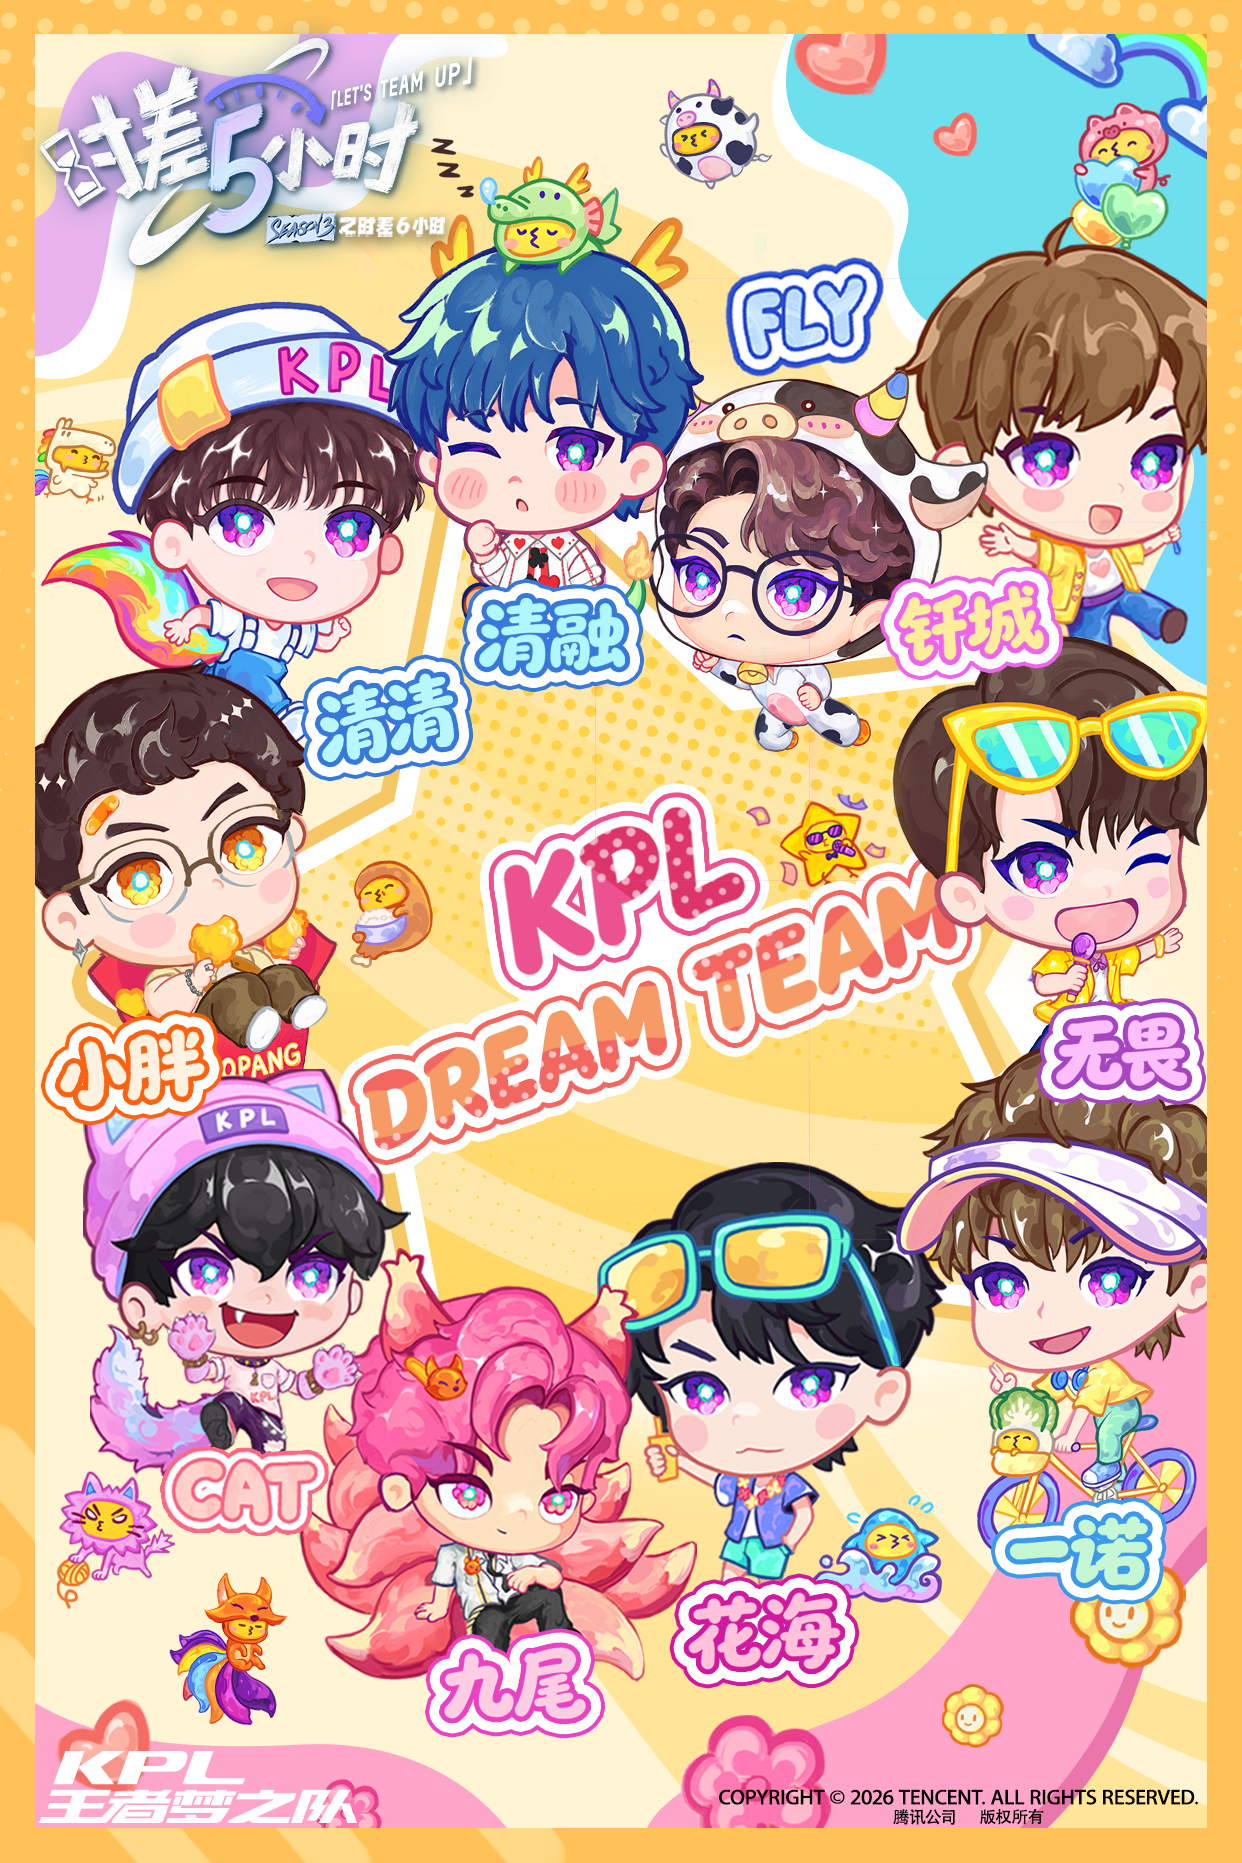 时差5小时
「LET'S TEAM UP」
SEASON3 之时差6小时
KPL
FLY
清融
钎城
清清
KPL
DREAM TEAM
小胖
OPANG
无畏
KPL
KPL
CAT
一诺
花海
九尾
KPL
王者梦之队
COPYRIGHT © 2026 TENCENT. ALL RIGHTS RESERVED.
腾讯公司 版权所有